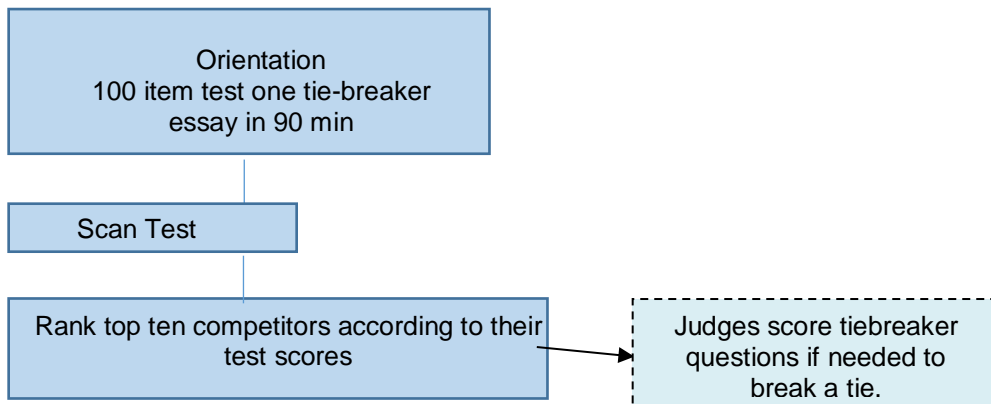 Orientation
100 item test one tie-breaker
essay in 90 min
Scan Test
Rank top ten competitors according to their
test scores
Judges score tiebreaker
questions if needed to
break a tie.